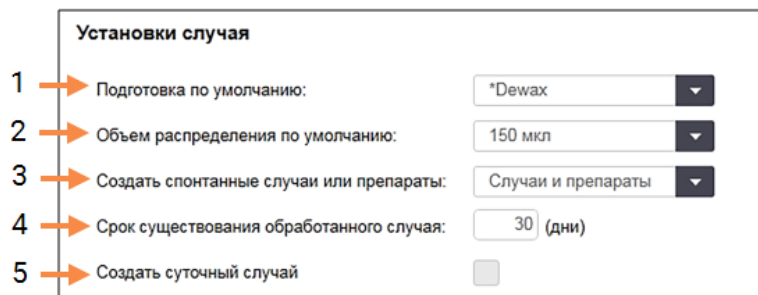 Установки случая
1 Подготовка по умолчанию: *Dewax
2 Объем распределения по умолчанию: 150 мкл
3 Создать спонтанные случаи или препараты: Случаи и препараты
4 Срок существования обработанного случая: 30 (дни)
5 Создать суточный случай